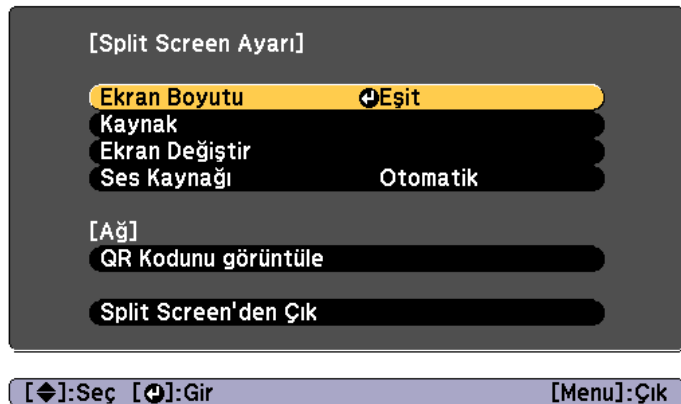 [Split Screen Ayarı]
Ekran Boyutu Eşit
Kaynak
Ekran Değiştir
Ses Kaynağı Otomatik
[Ağ]
QR Kodunu görüntüle
Split Screen'den Çık
[◆]:Seç [↵]:Gir [Menu]:Çık